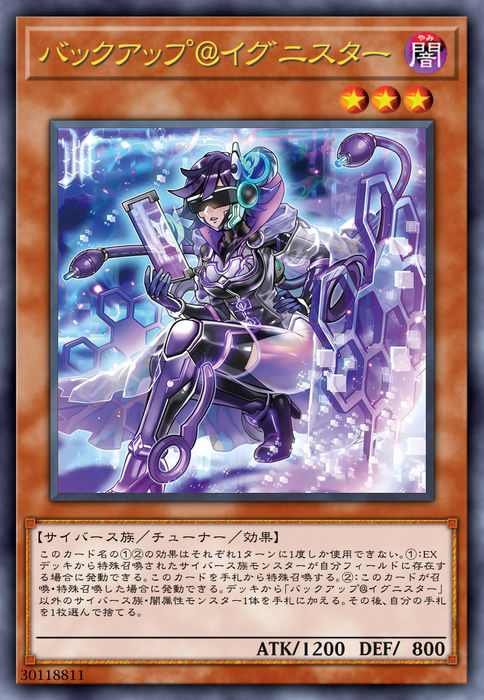 バックアップ@イグニスター
やみ
闇
【サイバース族／チューナー／効果】
このカード名の①②の効果はそれぞれ1ターンに1度しか使用できない。①:EX
デッキから特殊召喚されたサイバース族モンスターが自分フィールドに存在す
る場合に発動できる。このカードを手札から特殊召喚する。②:このカードが召
喚・特殊召喚した場合に発動できる。デッキから「バックアップ@イグニスター」
以外のサイバース族・闇属性モンスター1体を手札に加える。その後、自分の手札
を1枚選んで捨てる。
ATK/1200 DEF/ 800
30118811